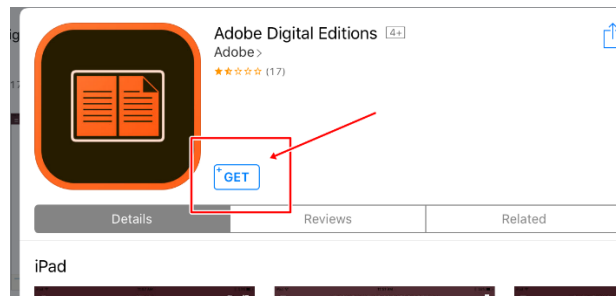 Adobe Digital Editions 4+
Adobe >
(17)
+ GET
Details Reviews Related
iPad